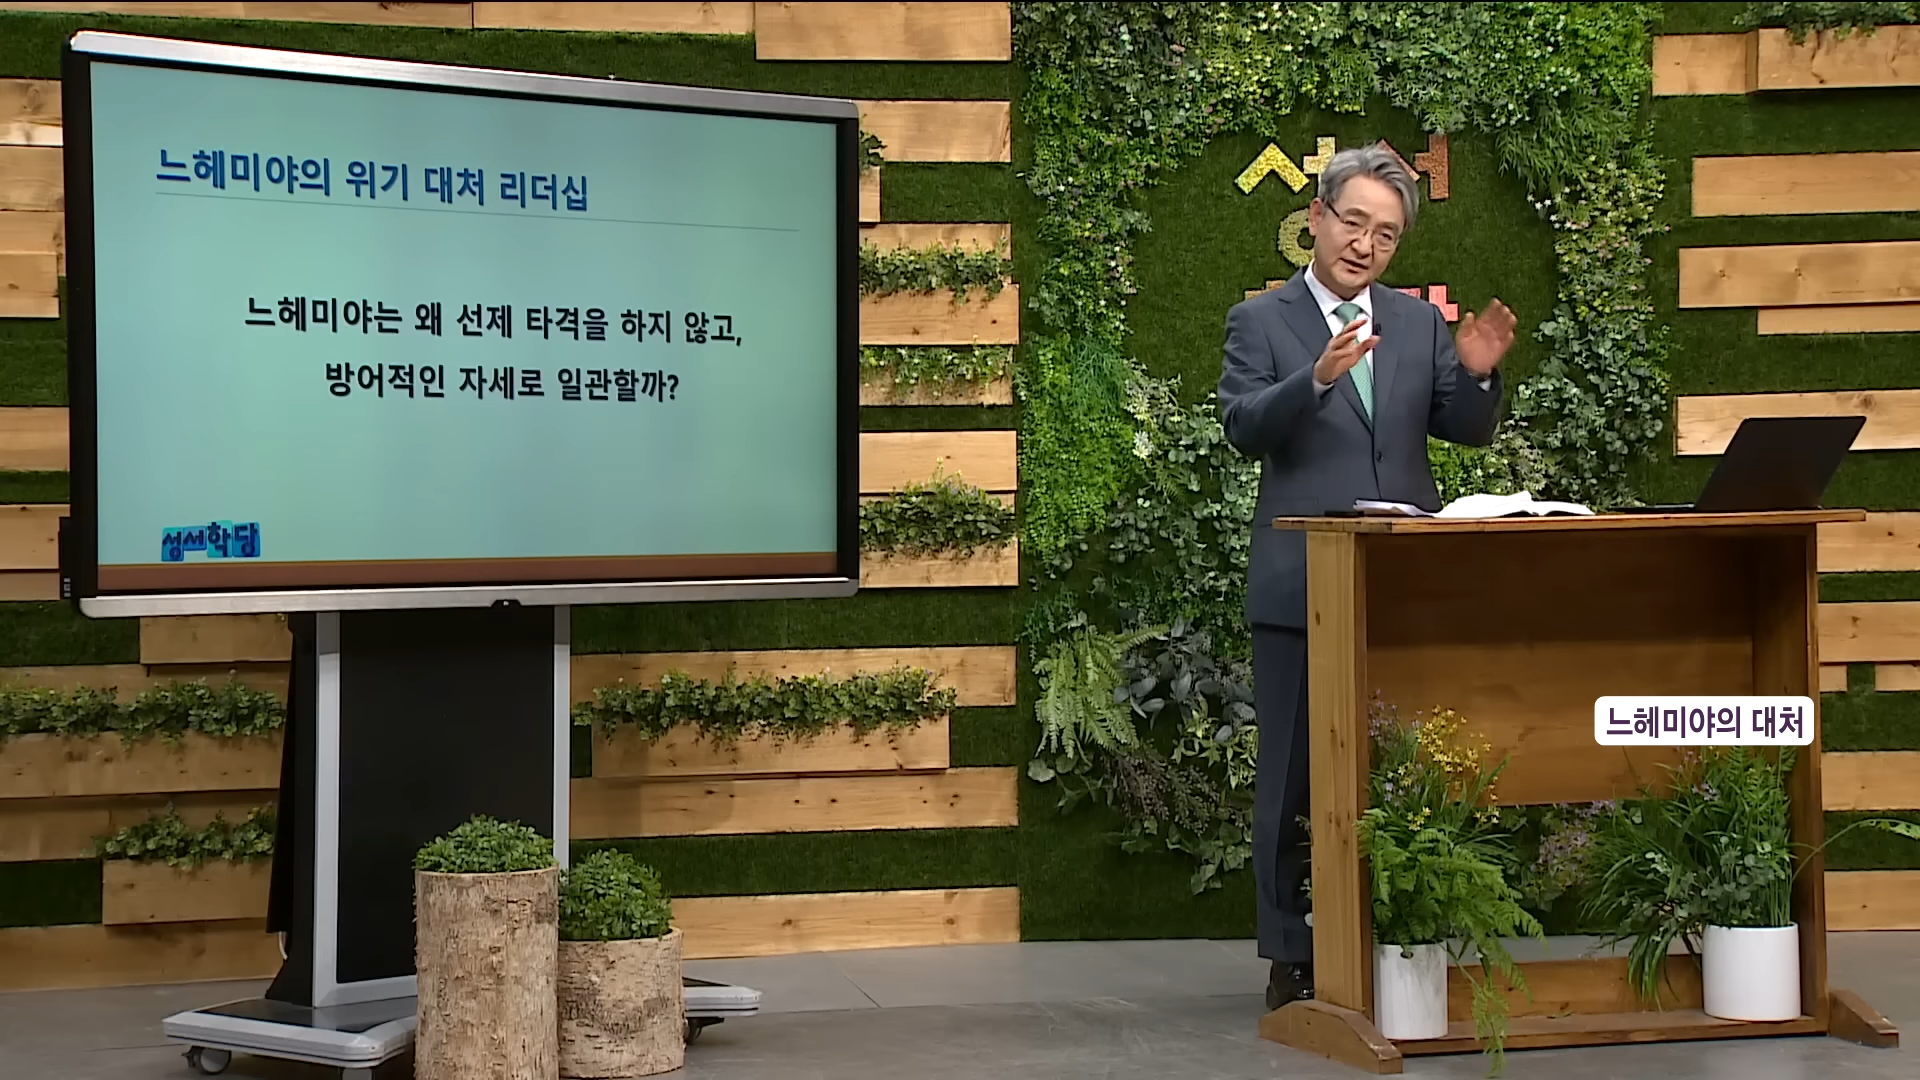 느헤미야의 위기 대처 리더십
느헤미야는 왜 선제 타격을 하지 않고,
방어적인 자세로 일관할까?
성서학당
느헤미야의 대처